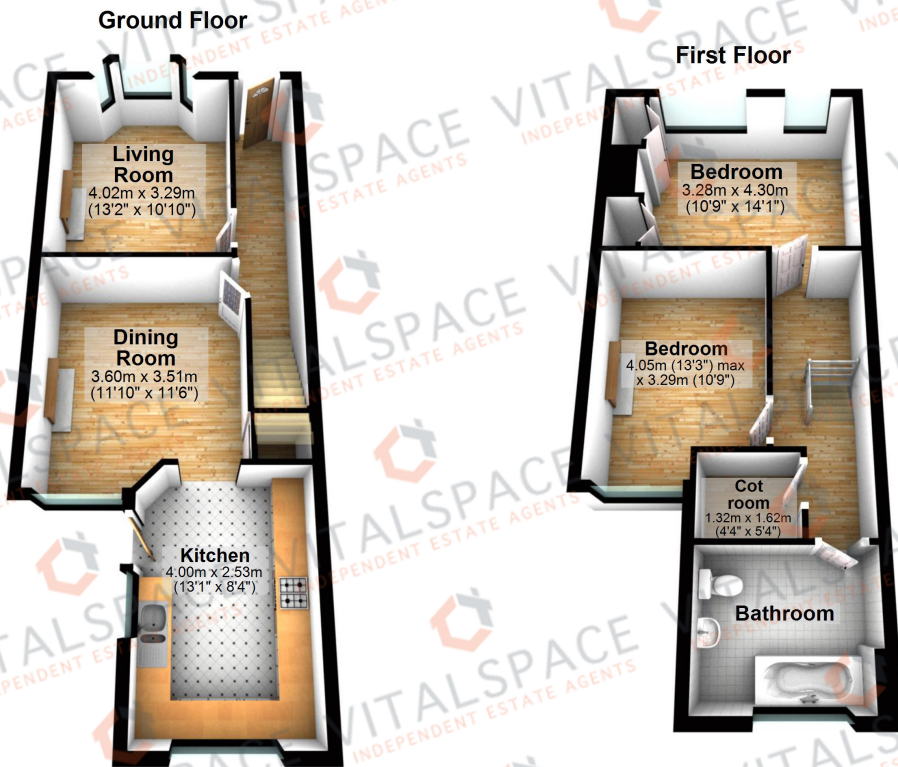 Ground Floor
Living
Room
4.02m x 3.29m
(13'2" x 10'10")
Dining
Room
3.60m x 3.51m
(11'10" x 11'6")
Kitchen
4.00m x 2.53m
(13'1" x 8'4")
First Floor
Bedroom
3.28m x 4.30m
(10'9" x 14'1")
Bedroom
4.05m (13'3") max
x 3.29m (10'9")
Cot
room
1.32m x 1.62m
(4'4" x 5'4")
Bathroom
VITALSPACE
INDEPENDENT ESTATE AGENTS